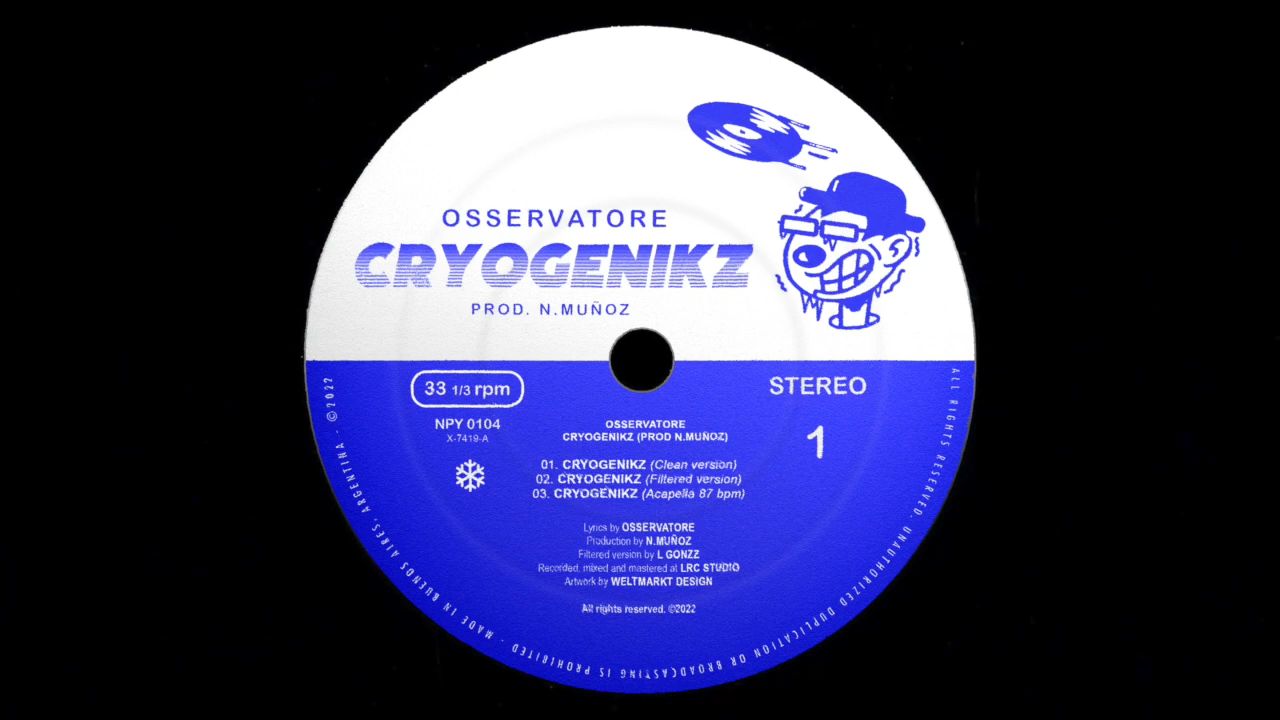 OSSERVATORE
CRYOGENIKZ
PROD. N.MUÑOZ
33 1/3 rpm
STEREO
NPY 0104
X-7419-A
1
OSSERVATORE
CRYOGENIKZ (PROD N.MUÑOZ)
01. CRYOGENIKZ (Clean version)
02. CRYOGENIKZ (Filtered version)
03. CRYOGENIKZ (Acapella 87 bpm)
Lyrics by OSSERVATORE
Production by N.MUÑOZ
Filtered version by L GONZZ
Recorded, mixed and mastered at LRC STUDIO
Artwork by WELTMARKT DESIGN
All rights reserved. ©2022
ALL RIGHTS RESERVED. UNAUTHORIZED DUPLICATION OR BROADCASTING IS PROHIBITED - MADE IN BUENOS AIRES, ARGENTINA - ©2022